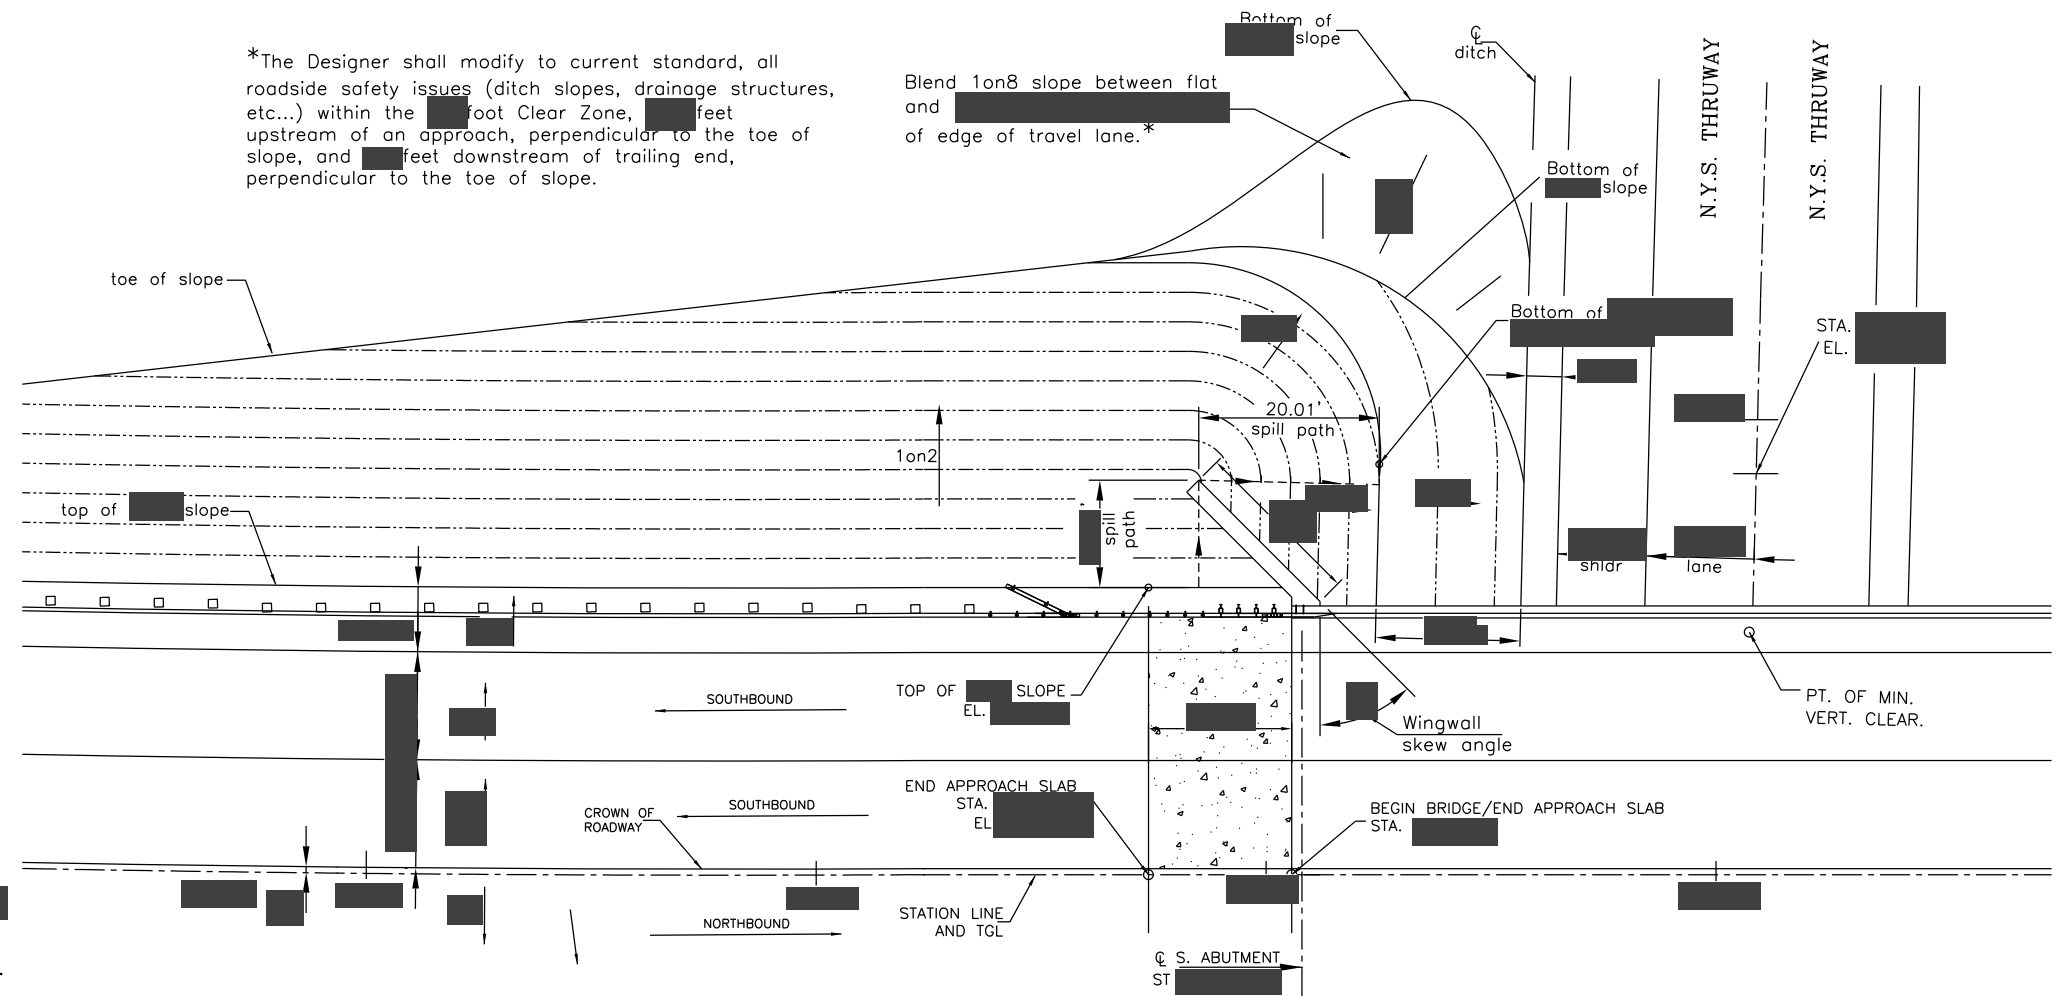 *The Designer shall modify to current standard, all
roadside safety issues (ditch slopes, drainage structures,
etc...) within the foot Clear Zone, feet
upstream of an approach, perpendicular to the toe of
slope, and feet downstream of trailing end,
perpendicular to the toe of slope.
Blend 1on8 slope between flat
and
of edge of travel lane.*
Bottom of
slope
℄
ditch
N.Y.S. THRUWAY
N.Y.S. THRUWAY
Bottom of
slope
toe of slope
Bottom of
STA.
EL.
20.01'
spill path
1on2
top of slope
spill
path
shldr
lane
TOP OF SLOPE
EL.
SOUTHBOUND
Wingwall
skew angle
PT. OF MIN.
VERT. CLEAR.
END APPROACH SLAB
STA.
EL
SOUTHBOUND
CROWN OF
ROADWAY
BEGIN BRIDGE/END APPROACH SLAB
STA.
STATION LINE
AND TGL
NORTHBOUND
℄ S. ABUTMENT
ST